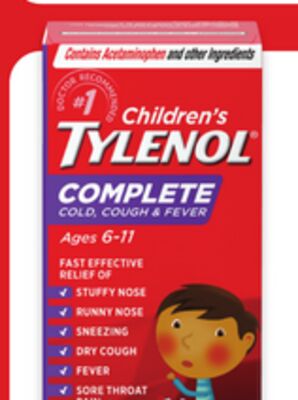 Contains Acetaminophen and other Ingredients
DOCTOR RECOMMENDED
#1
Children's
TYLENOL®
COMPLETE
COLD, COUGH & FEVER
Ages 6-11
FAST EFFECTIVE
RELIEF OF
STUFFY NOSE
RUNNY NOSE
SNEEZING
DRY COUGH
FEVER
SORE THROAT
PAIN